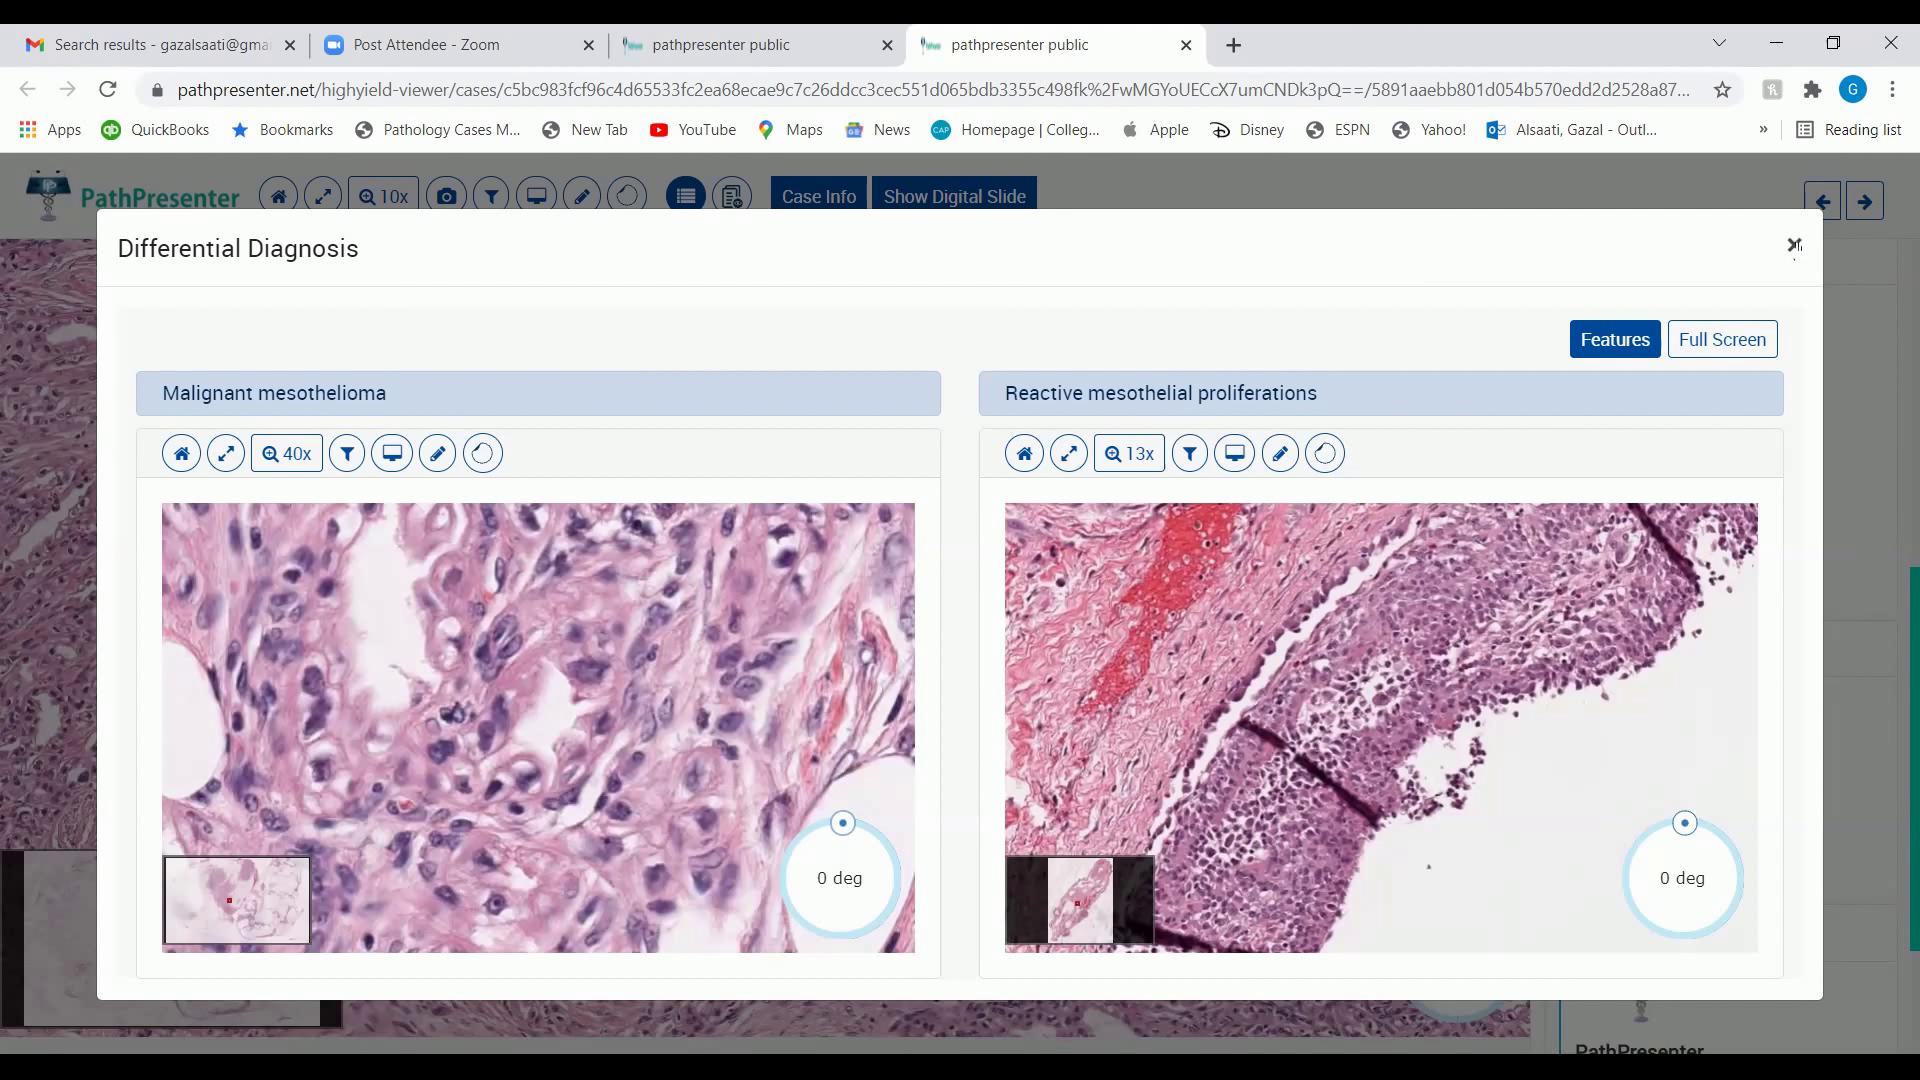 Search results - gazalsaati@gma
Post Attendee - Zoom
pathpresenter public
pathpresenter public
pathpresenter.net/highyield-viewer/cases/c5bc983fcf96c4d65533fc2ea68ecae9c7c26ddcc3cec551d065bdb3355c498fk%2FwMGYoUECcX7umCNDk3pQ==/5891aaebb801d054b570edd2d2528a87...
G
Apps
QuickBooks
Bookmarks
Pathology Cases M...
New Tab
YouTube
Maps
News
CAP
Homepage | Colleg...
Apple
Disney
ESPN
Yahoo!
Alsaati, Gazal - Outl...
»
Reading list
PathPresenter
10x
Case Info
Show Digital Slide
Differential Diagnosis
Features
Full Screen
Malignant mesothelioma
Reactive mesothelial proliferations
40x
13x
0 deg
0 deg
PathPresenter